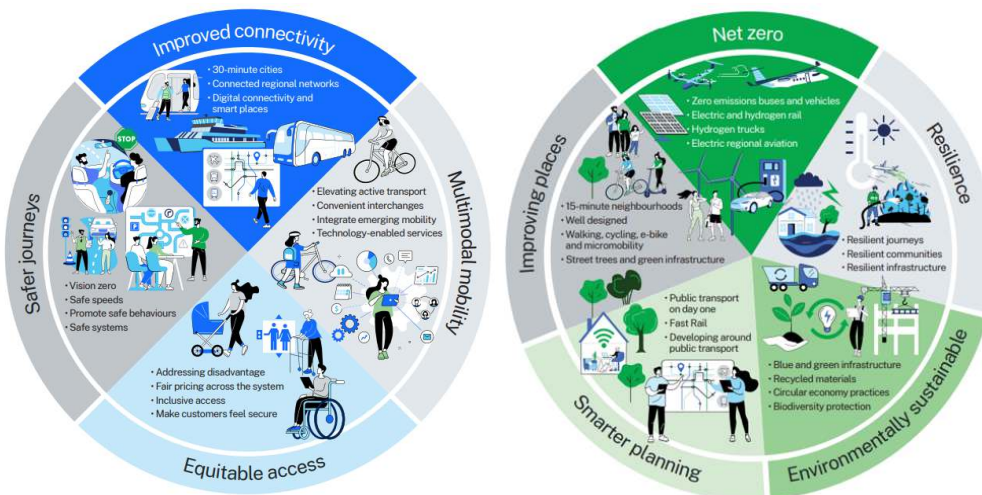 Improved connectivity
• 30-minute cities
• Connected regional networks
• Digital connectivity and
smart places
Multimodal mobility
• Elevating active transport
• Convenient interchanges
• Integrate emerging mobility
• Technology-enabled services
Equitable access
• Addressing disadvantage
• Fair pricing across the system
• Inclusive access
• Make customers feel secure
Safer journeys
STOP
P
• Vision zero
• Safe speeds
• Promote safe behaviours
• Safe systems
Net zero
• Zero emissions buses and vehicles
• Electric and hydrogen rail
• Hydrogen trucks
• Electric regional aviation
Resilience
• Resilient journeys
• Resilient communities
• Resilient infrastructure
Environmentally sustainable
• Blue and green infrastructure
• Recycled materials
• Circular economy practices
• Biodiversity protection
Smarter planning
• Public transport
on day one
• Fast Rail
• Developing around
public transport
Improving places
• 15-minute neighbourhoods
• Well designed
• Walking, cycling, e-bike
and micromobility
• Street trees and green infrastructure